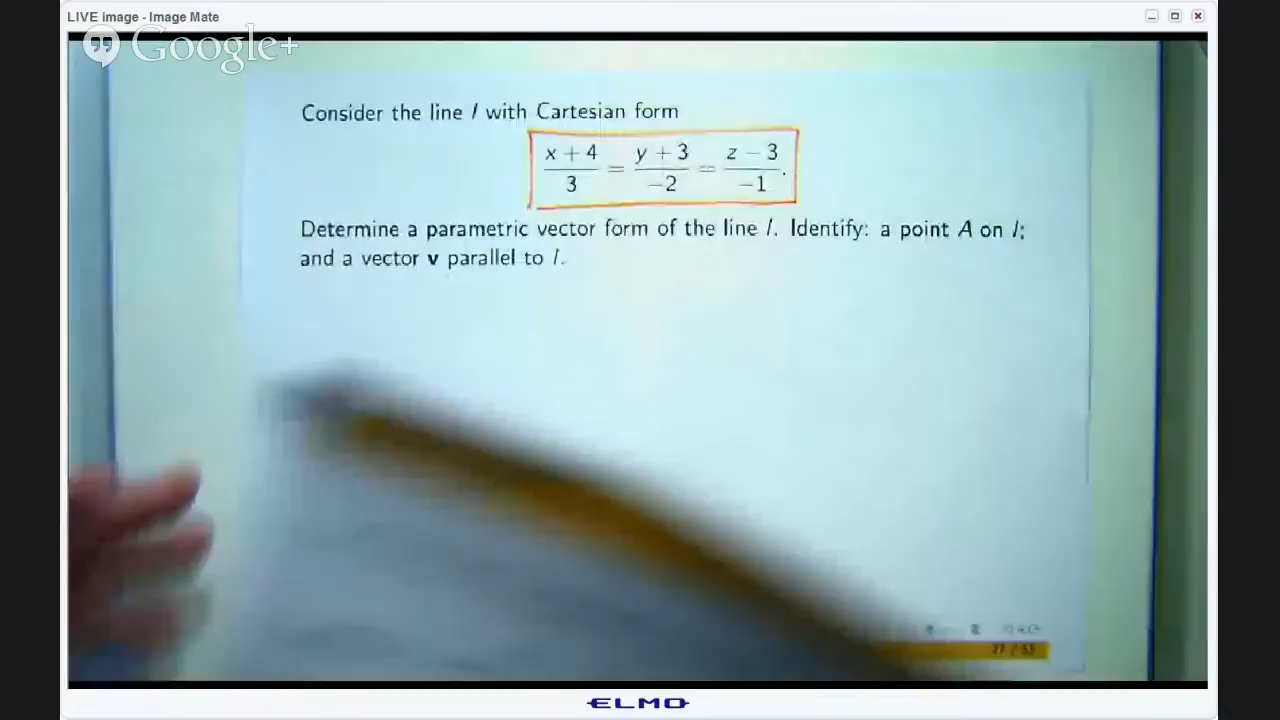 LIVE image - Image Mate
Google+
Consider the line l with Cartesian form
x + 4 / 3 = y + 3 / −2 = z − 3 / −1.
Determine a parametric vector form of the line l. Identify: a point A on l;
and a vector v parallel to l.
ELMO